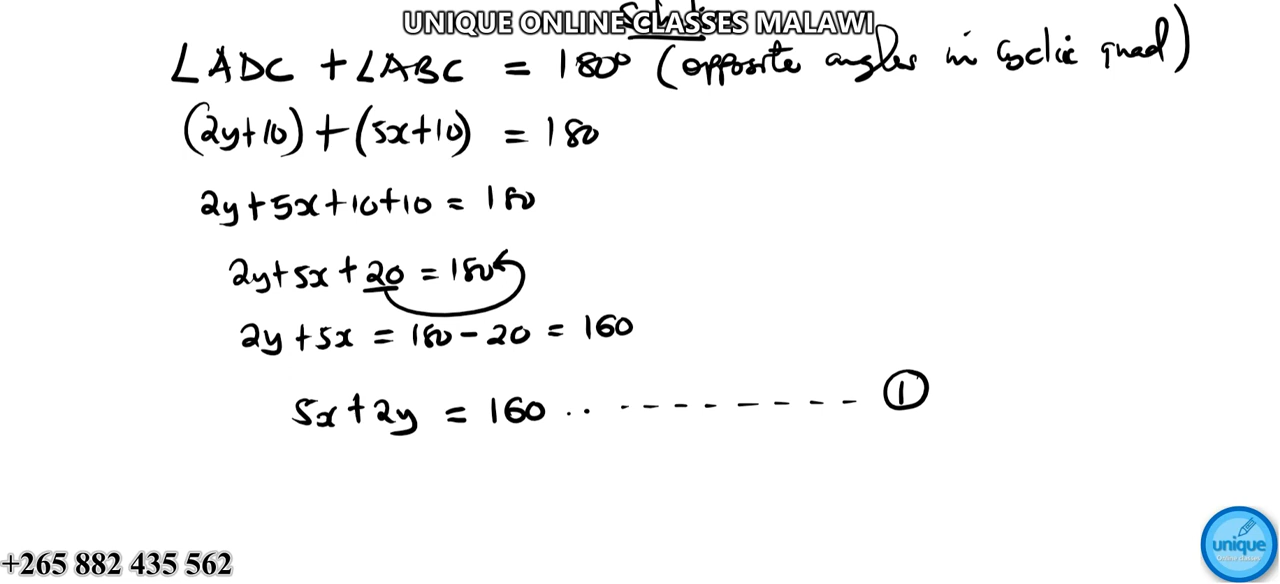 UNIQUE ONLINE CLASSES MALAWI
∠ADC + ∠ABC = 180° (opposite angles in cyclic quad)
(2y+10) + (5x+10) = 180
2y+5x+10+10 = 180
2y+5x+20 = 180
2y+5x = 180-20 = 160
5x+2y = 160 .. --------- ①
unique
Online classes
+265 882 435 562